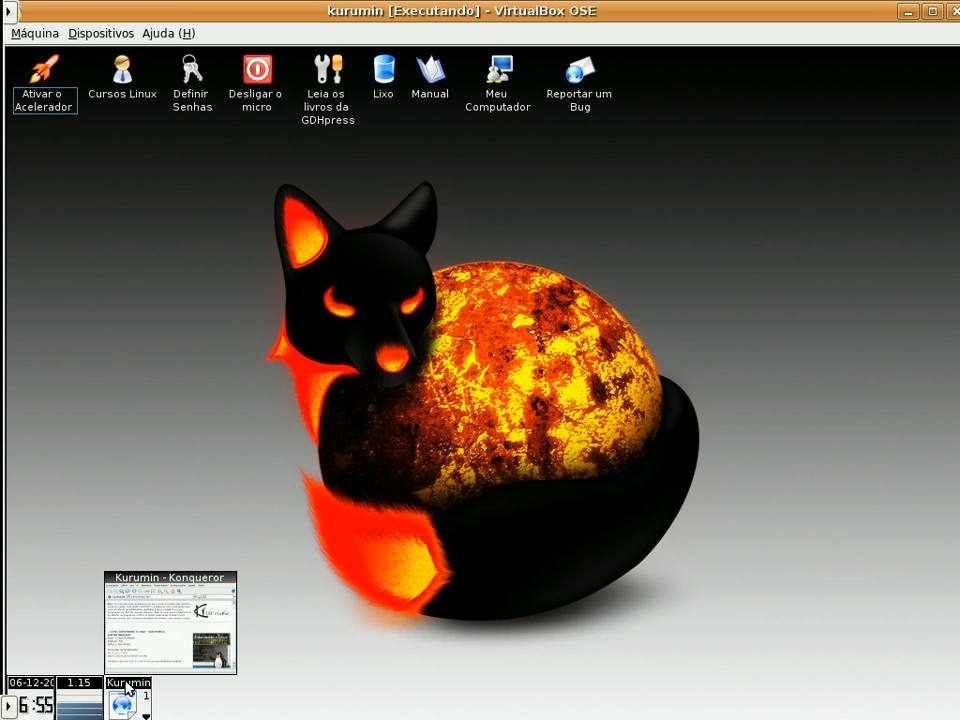 kurumin [Executando] - VirtualBox OSE
Máquina Dispositivos Ajuda (H)
Ativar o
Acelerador
Cursos Linux
Definir
Senhas
Desligar o
micro
Leia os
livros da
GDHpress
Lixo
Manual
Meu
Computador
Reportar um
Bug
Kurumin - Konqueror
06-12-20
1.15
Kurumin
6:55
1